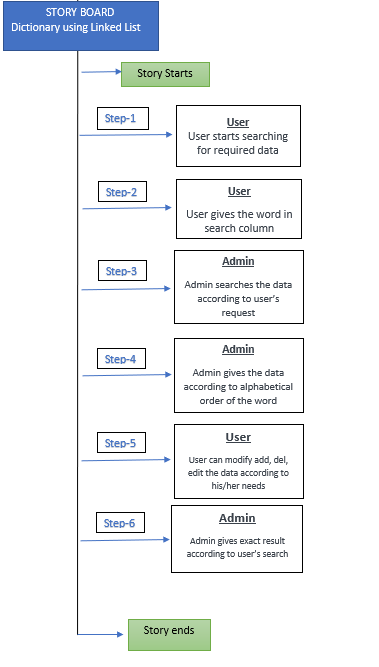 STORY BOARD
Dictionary using Linked List
Story Starts
Step-1
User
User starts searching
for required data
Step-2
User
User gives the word in
search column
Step-3
Admin
Admin searches the data
according to user's
request
Step-4
Admin
Admin gives the data
according to alphabetical
order of the word
Step-5
User
User can modify add, del,
edit the data according to
his/her needs
Step-6
Admin
Admin gives exact result
according to user's search
Story ends